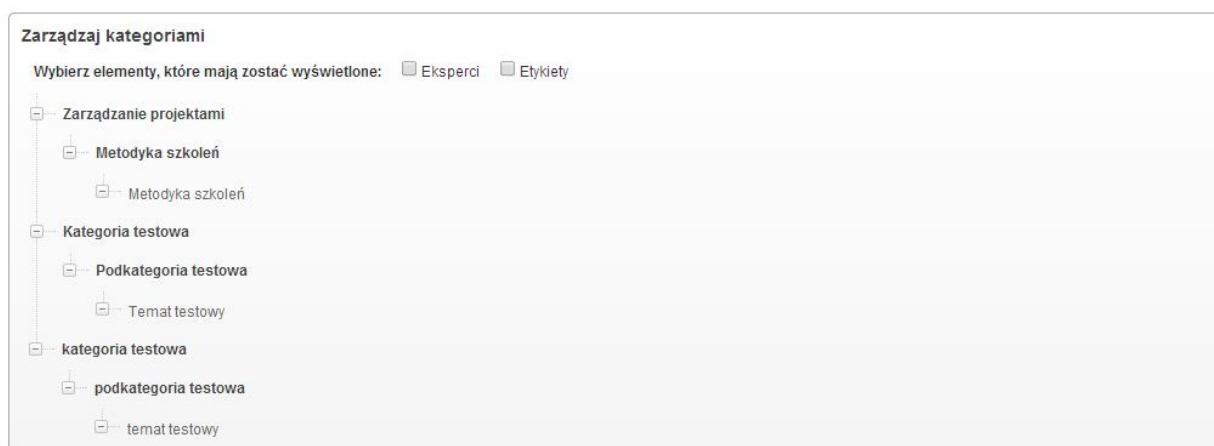 Zarządzaj kategoriami
Wybierz elementy, które mają zostać wyświetlone: Eksperci Etykiety
Zarządzanie projektami
Metodyka szkoleń
Metodyka szkoleń
Kategoria testowa
Podkategoria testowa
Temat testowy
kategoria testowa
podkategoria testowa
temat testowy